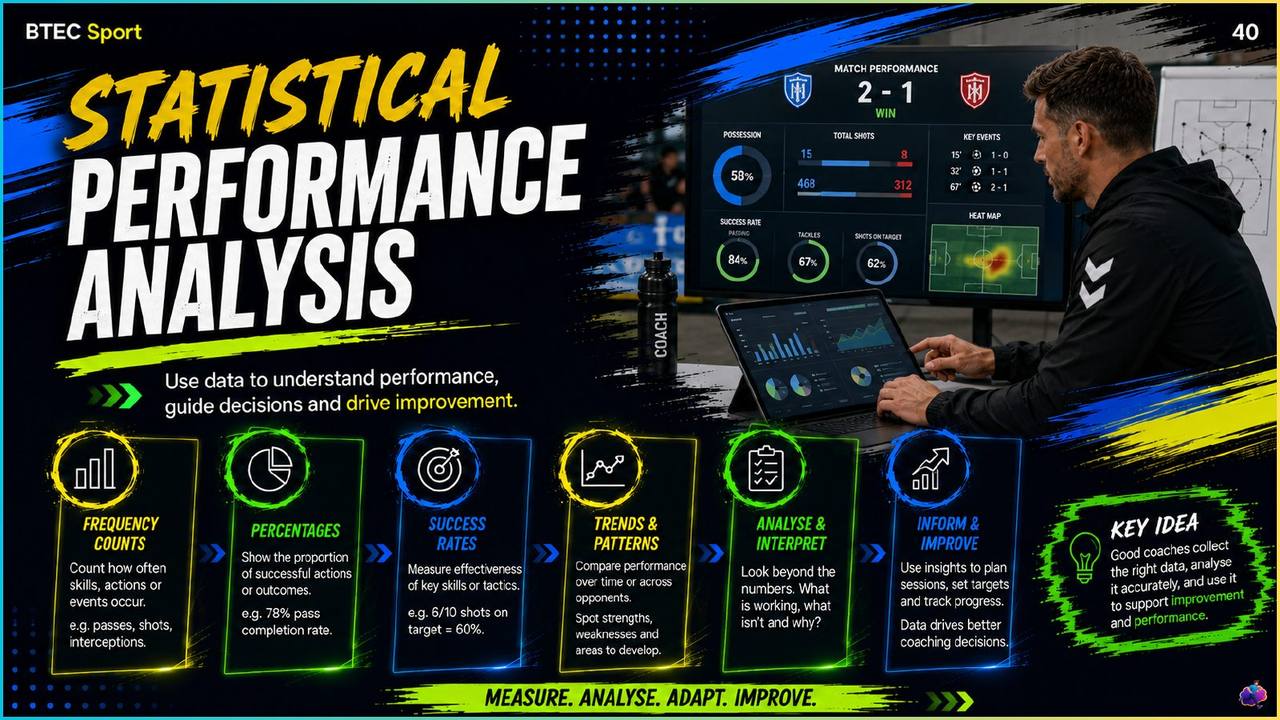 BTEC Sport
40
STATISTICAL
PERFORMANCE
ANALYSIS
Use data to understand performance,
guide decisions and drive improvement.
MATCH PERFORMANCE
2 - 1
WIN
POSSESSION
58%
TOTAL SHOTS
15 8
468 312
KEY EVENTS
15' 1 - 0
32' 1 - 1
67' 2 - 1
SUCCESS RATE
PASSING
84%
TACKLES
67%
SHOTS ON TARGET
62%
HEAT MAP
COACH
FREQUENCY
COUNTS
Count how often
skills, actions or
events occur.
e.g. passes, shots,
interceptions.
PERCENTAGES
Show the proportion
of successful actions
or outcomes.
e.g. 78% pass
completion rate.
SUCCESS
RATES
Measure effectiveness
of key skills or tactics.
e.g. 6/10 shots on
target = 60%.
TRENDS &
PATTERNS
Compare performance
over time or across
opponents.
Spot strengths,
weaknesses and
areas to develop.
ANALYSE &
INTERPRET
Look beyond the
numbers. What
is working, what
isn't and why?
INFORM &
IMPROVE
Use insights to plan
sessions, set targets
and track progress.
Data drives better
coaching decisions.
KEY IDEA
Good coaches collect
the right data, analyse
it accurately, and use it
to support improvement
and performance.
MEASURE. ANALYSE. ADAPT. IMPROVE.